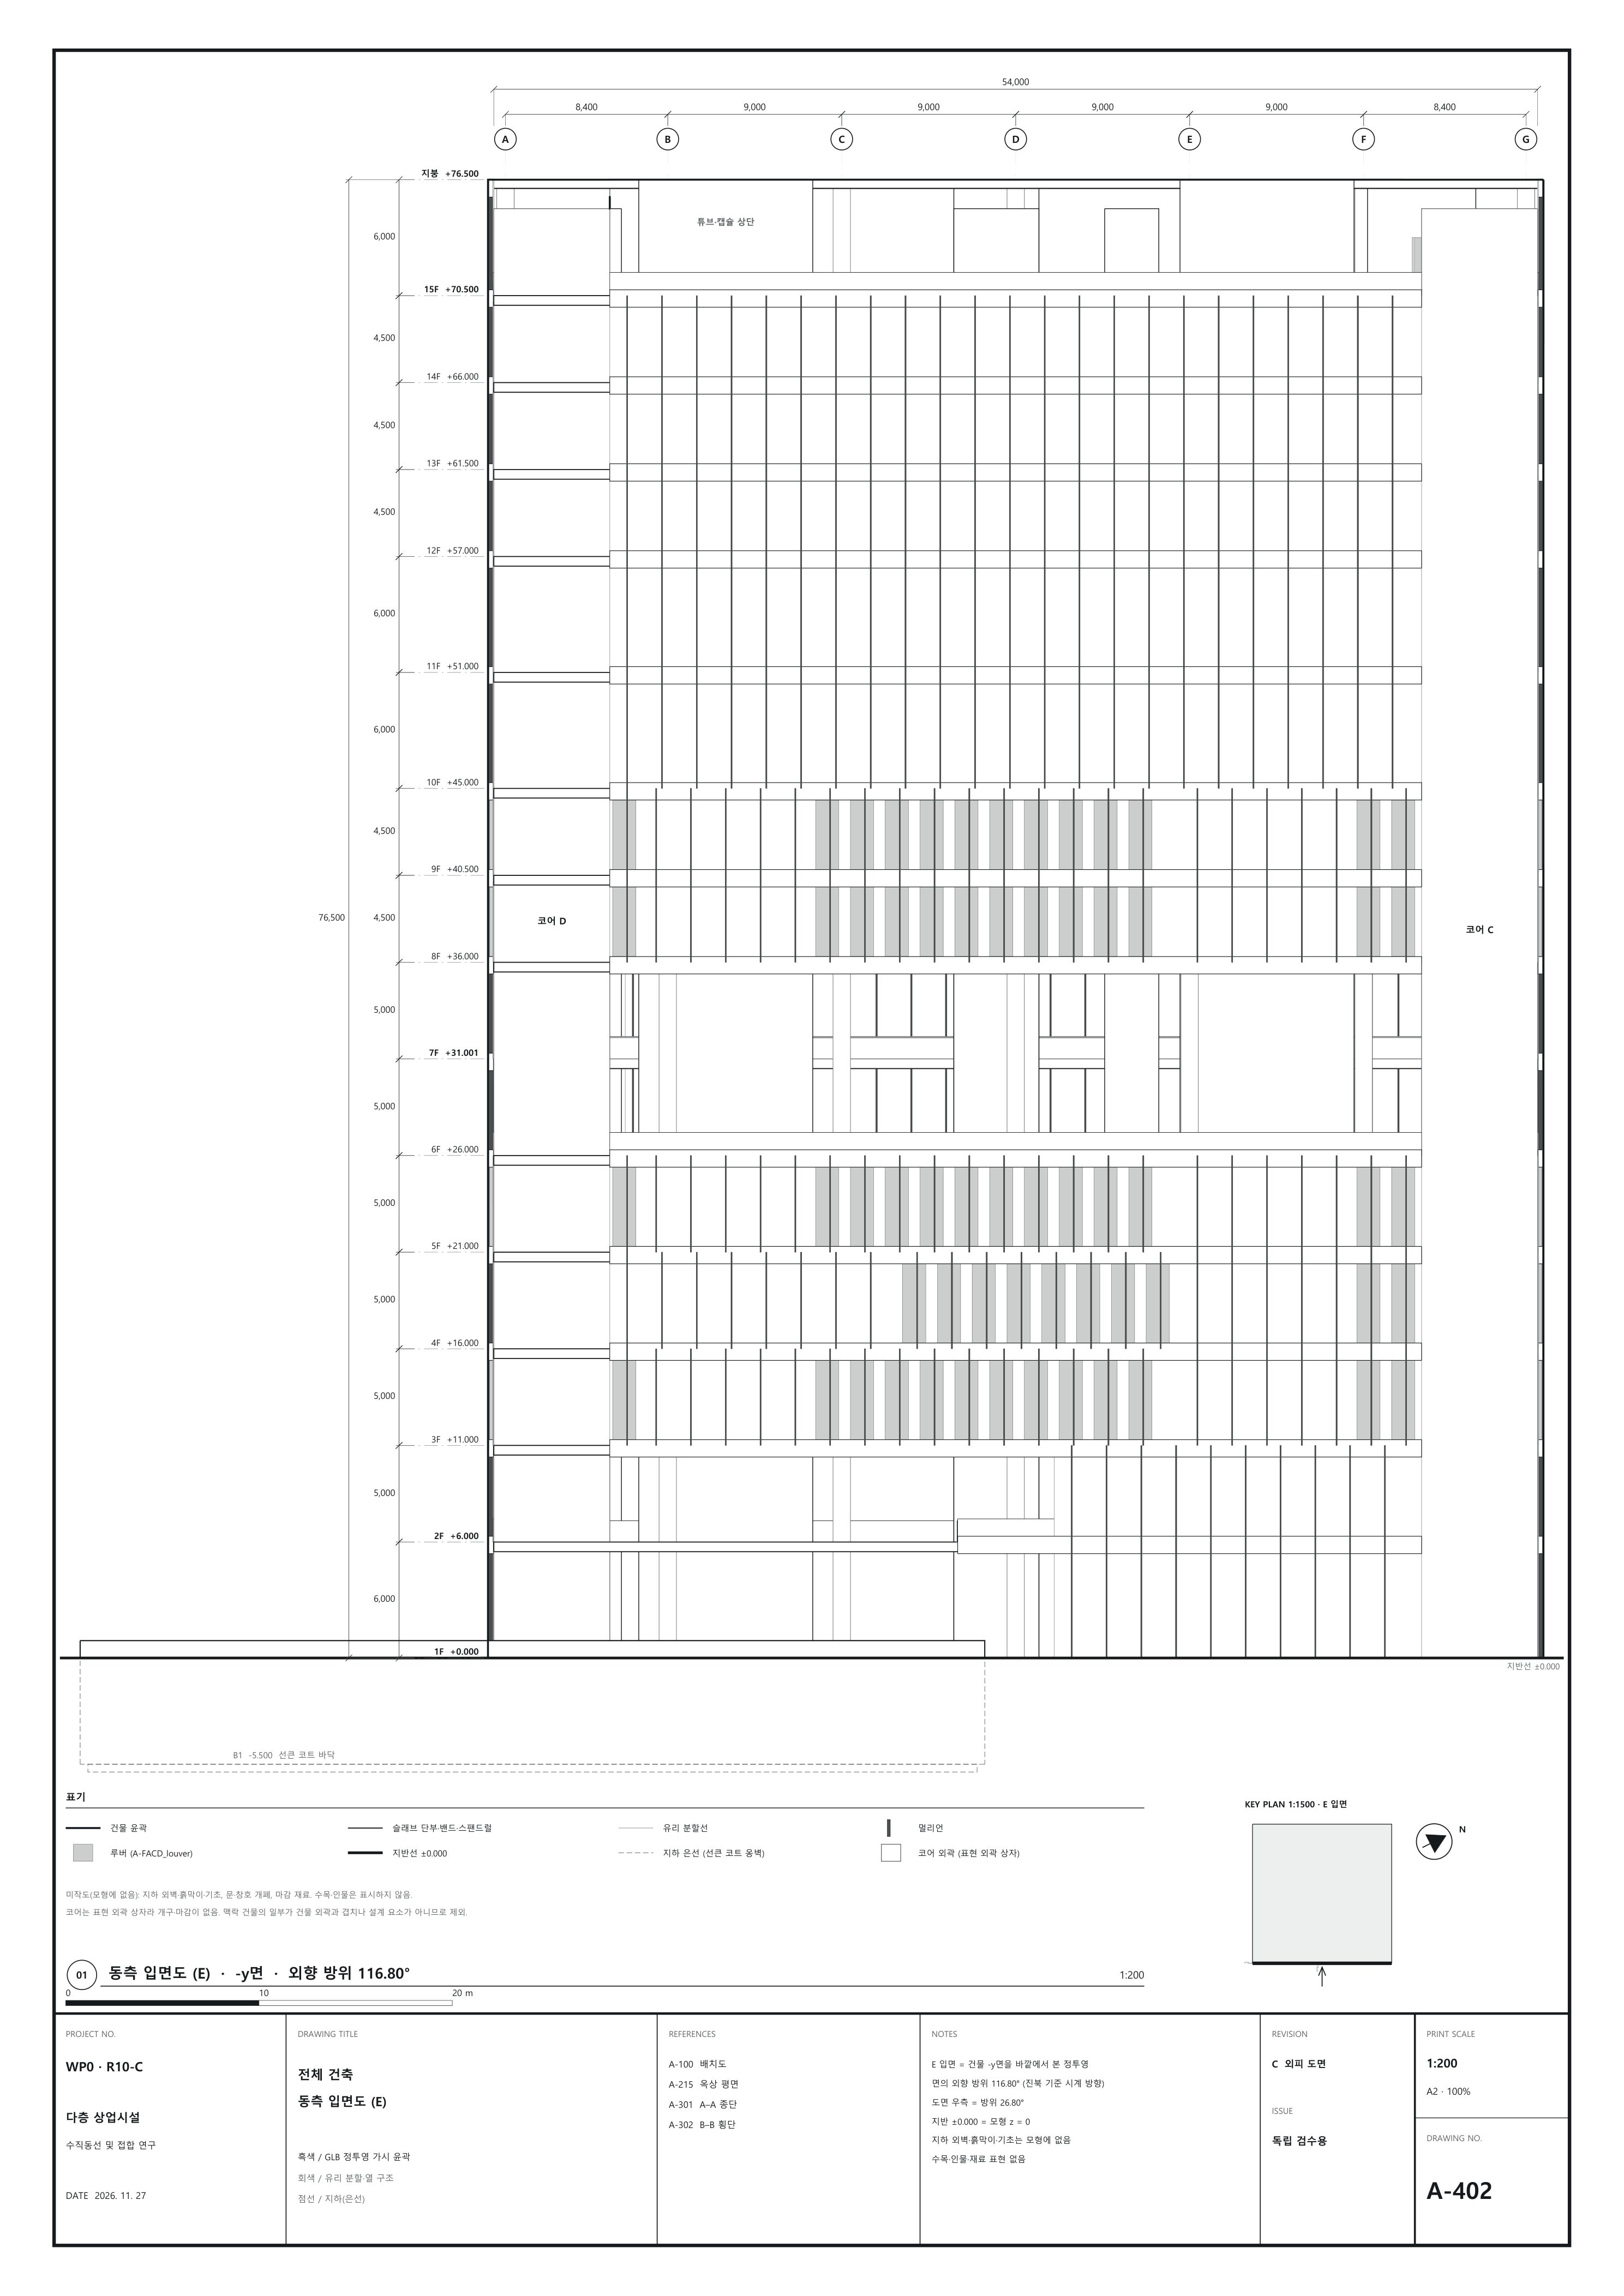 54,000
8,400 9,000 9,000 9,000 9,000 8,400
A B C D E F G
지붕 +76.500
튜브·캡슐 상단
6,000
15F +70.500
4,500
14F +66.000
4,500
13F +61.500
4,500
12F +57.000
6,000
11F +51.000
6,000
10F +45.000
4,500
9F +40.500
76,500 4,500 코어 D 코어 C
8F +36.000
5,000
7F +31.001
5,000
6F +26.000
5,000
5F +21.000
5,000
4F +16.000
5,000
3F +11.000
5,000
2F +6.000
6,000
1F +0.000
지반선 ±0.000
B1 -5.500 선큰 코트 바닥
표기
건물 윤곽 슬래브 단부·밴드·스팬드럴 유리 분할선 멀리언
루버 (A-FACD_louver) 지반선 ±0.000 지하 은선 (선큰 코트 옹벽) 코어 외곽 (표현 외곽 상자)
미작도(모형에 없음): 지하 외벽·흙막이·기초, 문·창호 개폐, 마감 재료. 수목·인물은 표시하지 않음.
코어는 표현 외곽 상자라 개구·마감이 없음. 맥락 건물의 일부가 건물 외곽과 겹치나 설계 요소가 아니므로 제외.
KEY PLAN 1:1500 · E 입면
N
01 동측 입면도 (E) · -y면 · 외향 방위 116.80° 1:200
0 10 20 m
PROJECT NO.
WP0 · R10-C
다층 상업시설
수직동선 및 접합 연구
DATE 2026. 11. 27
DRAWING TITLE
전체 건축
동측 입면도 (E)
흑색 / GLB 정투영 가시 윤곽
회색 / 유리 분할·열 구조
점선 / 지하(은선)
REFERENCES
A-100 배치도
A-215 옥상 평면
A-301 A–A 종단
A-302 B–B 횡단
NOTES
E 입면 = 건물 -y면을 바깥에서 본 정투영
면의 외향 방위 116.80° (진북 기준 시계 방향)
도면 우측 = 방위 26.80°
지반 ±0.000 = 모형 z = 0
지하 외벽·흙막이·기초는 모형에 없음
수목·인물·재료 표현 없음
REVISION
C 외피 도면
ISSUE
독립 검수용
PRINT SCALE
1:200
A2 · 100%
DRAWING NO.
A-402